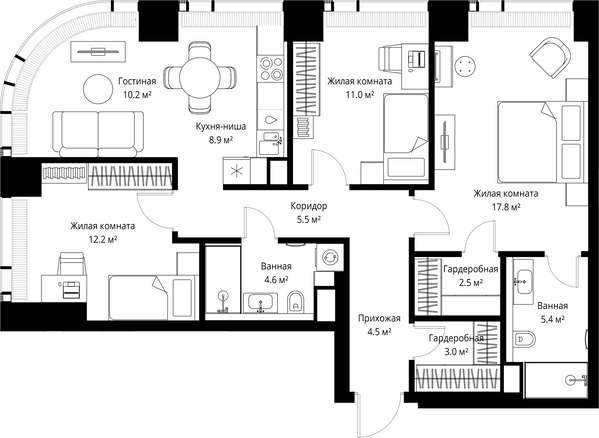 Гостиная
10.2 м²
Кухня-ниша
8.9 м²
Жилая комната
11.0 м²
Жилая комната
17.8 м²
Жилая комната
12.2 м²
Коридор
5.5 м²
Ванная
4.6 м²
Гардеробная
2.5 м²
Ванная
5.4 м²
Прихожая
4.5 м²
Гардеробная
3.0 м²